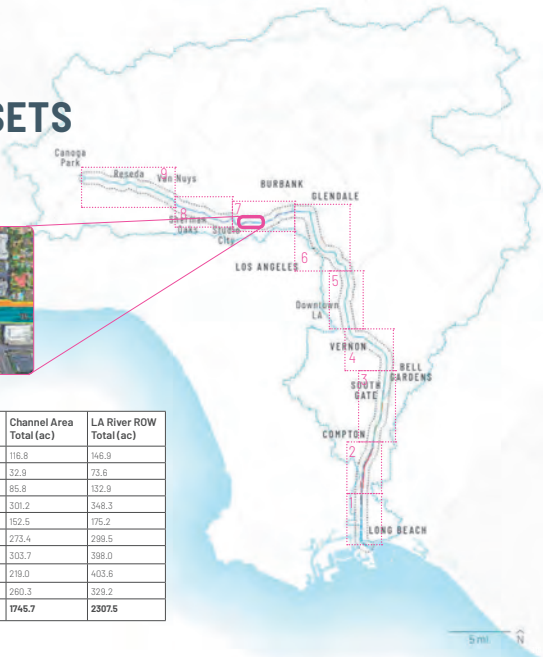 SETS
Canoga
Park
Reseda
9
Van Nuys
BURBANK
GLENDALE
8
7
Sherman
Oaks
Studio
City
6
LOS ANGELES
5
Downtown
LA
VERNON
4
BELL
GARDENS
3
SOUTH
GATE
COMPTON
2
LONG BEACH
Channel Area
Total (ac)
LA River ROW
Total (ac)
116.8 146.9
32.9 73.6
85.8 132.9
301.2 348.3
152.5 175.2
273.4 299.5
303.7 398.0
219.0 403.6
260.3 329.2
1745.7 2307.5
5 mi N